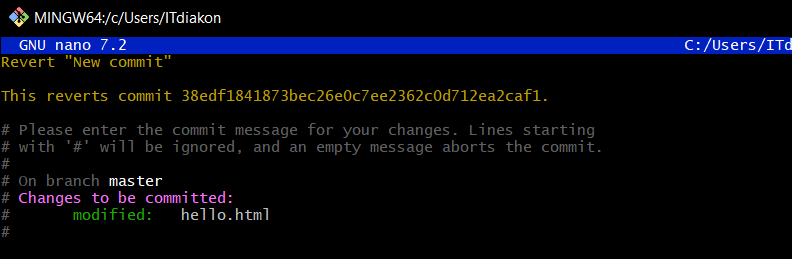 MINGW64:/c/Users/ITdiakon
GNU nano 7.2 C:/Users/ITd
Revert "New commit"
This reverts commit 38edf1841873bec26e0c7ee2362c0d712ea2caf1.
# Please enter the commit message for your changes. Lines starting
# with '#' will be ignored, and an empty message aborts the commit.
#
# On branch master
# Changes to be committed:
#       modified:   hello.html
#